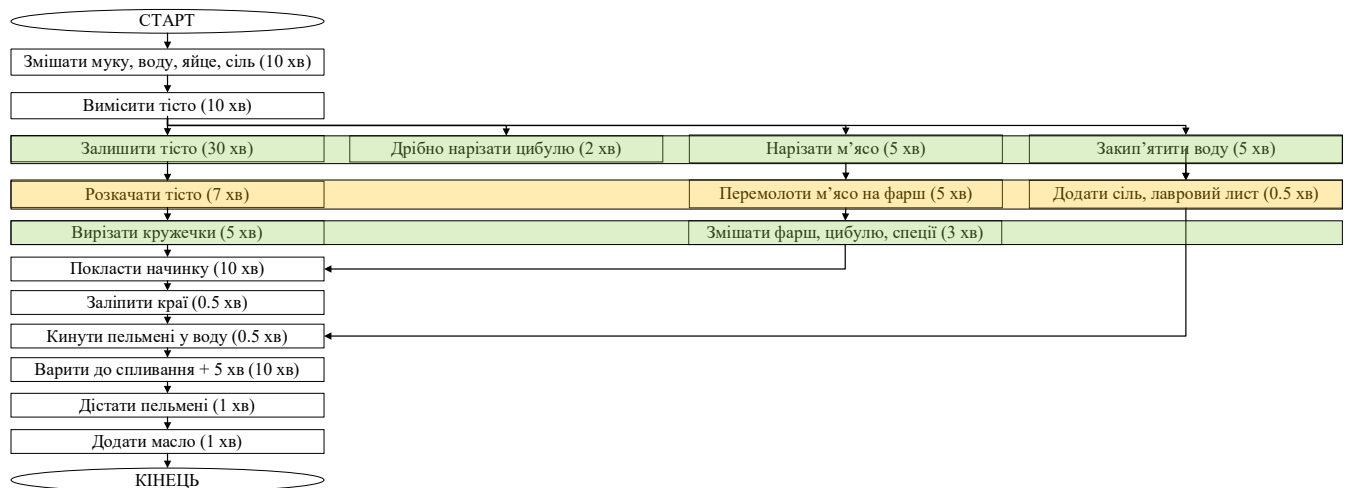 СТАРТ
Змішати муку, воду, яйце, сіль (10 хв)
Вимісити тісто (10 хв)
Залишити тісто (30 хв)
Дрібно нарізати цибулю (2 хв)
Нарізати м’ясо (5 хв)
Закип’ятити воду (5 хв)
Розкачати тісто (7 хв)
Перемолоти м’ясо на фарш (5 хв)
Додати сіль, лавровий лист (0.5 хв)
Вирізати кружечки (5 хв)
Змішати фарш, цибулю, спеції (3 хв)
Покласти начинку (10 хв)
Заліпити краї (0.5 хв)
Кинути пельмені у воду (0.5 хв)
Варити до спливання + 5 хв (10 хв)
Дістати пельмені (1 хв)
Додати масло (1 хв)
КІНЕЦЬ